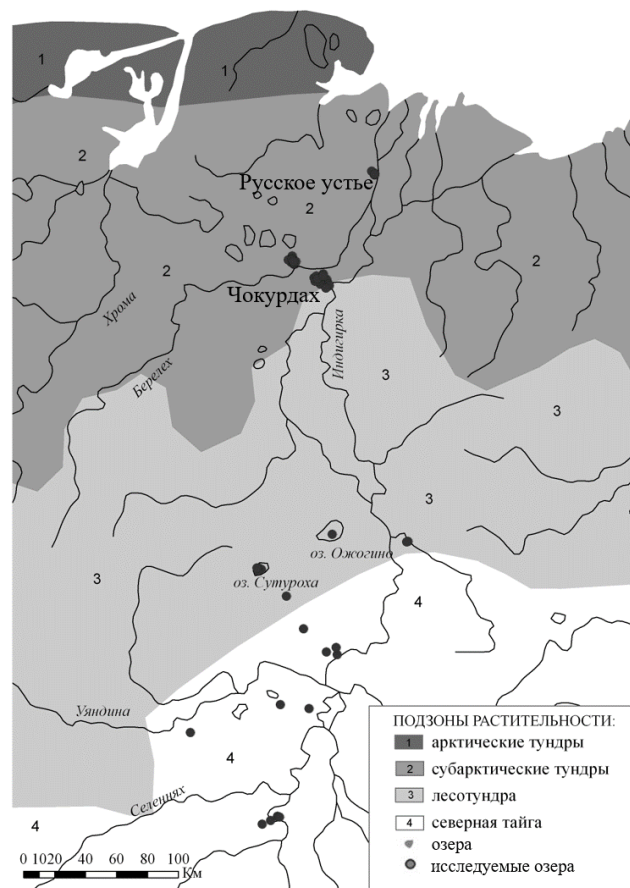 1
1
2
Русское устье
2
2
2
Чокурдах
Хрома
Индигирка
Берелех
3
3
3
оз. Ожогино
оз. Сутуроха
3
4
Уяндина
4
Селеннях
4
0 1020 40 60 80 100
Км
ПОДЗОНЫ РАСТИТЕЛЬНОСТИ:
1 арктические тундры
2 субарктические тундры
3 лесотундра
4 северная тайга
озера
исследуемые озера